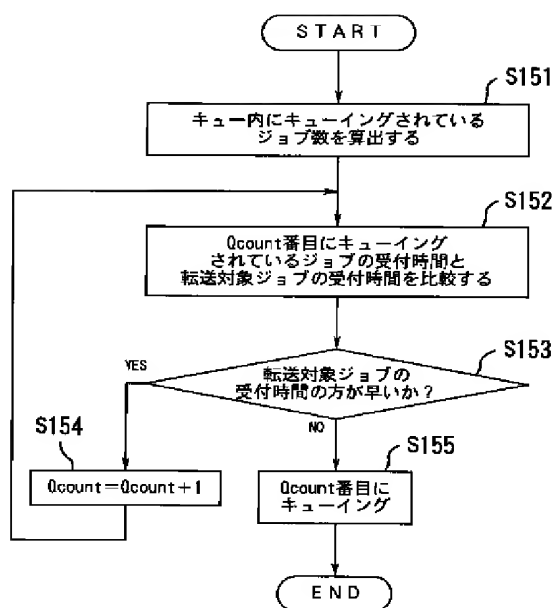 START
S151
キュー内にキューイングされている
ジョブ数を算出する
S152
Qcount番目にキューイング
されているジョブの受付時間と
転送対象ジョブの受付時間を比較する
S153
転送対象ジョブの
受付時間の方が早いか?
YES
NO
S154
Qcount=Qcount+1
S155
Qcount番目に
キューイング
END